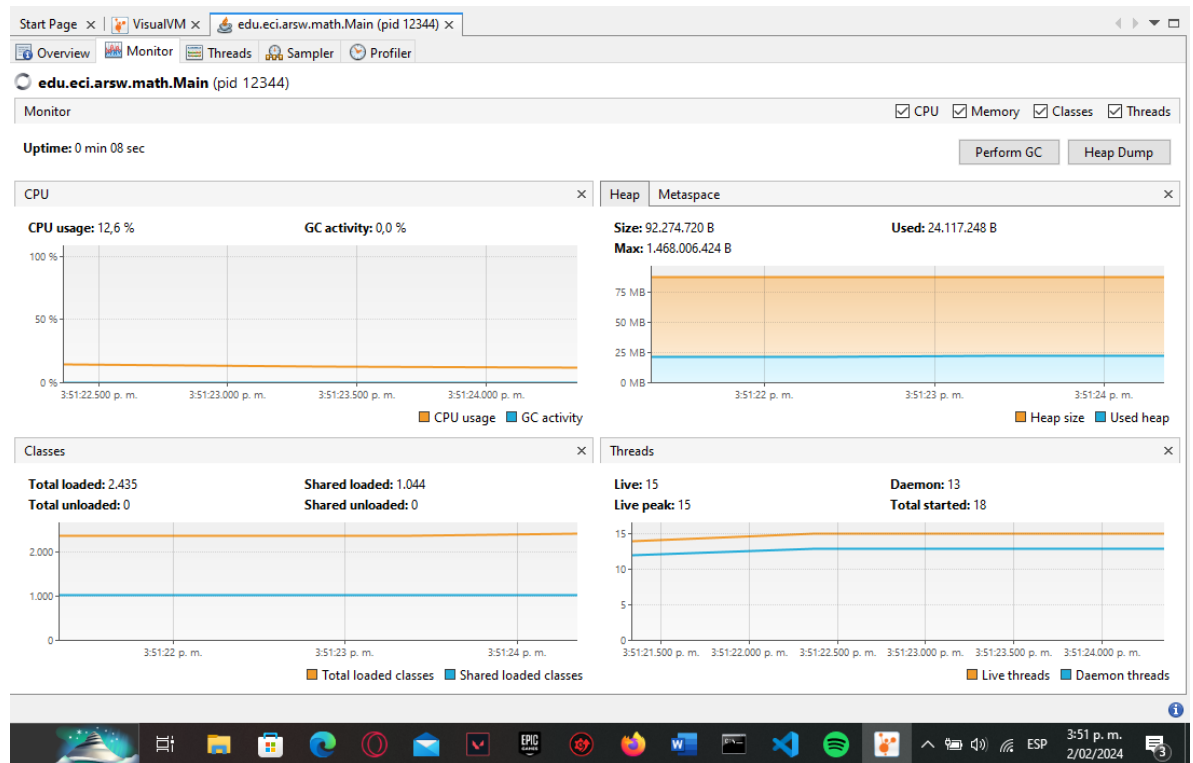 Start Page
VisualVM
edu.eci.arsw.math.Main (pid 12344)
Overview Monitor Threads Sampler Profiler
edu.eci.arsw.math.Main (pid 12344)
Monitor
CPU Memory Classes Threads
Uptime: 0 min 08 sec
Perform GC Heap Dump
CPU
CPU usage: 12,6 % GC activity: 0,0 %
100 %
50 %
0 %
3:51:22.500 p. m. 3:51:23.000 p. m. 3:51:23.500 p. m. 3:51:24.000 p. m.
CPU usage GC activity
Heap Metaspace
Size: 92.274.720 B Used: 24.117.248 B
Max: 1.468.006.424 B
75 MB
50 MB
25 MB
0 MB
3:51:22 p. m. 3:51:23 p. m. 3:51:24 p. m.
Heap size Used heap
Classes
Total loaded: 2.435 Shared loaded: 1.044
Total unloaded: 0 Shared unloaded: 0
2.000
1.000
0
3:51:22 p. m. 3:51:23 p. m. 3:51:24 p. m.
Total loaded classes Shared loaded classes
Threads
Live: 15 Daemon: 13
Live peak: 15 Total started: 18
15
10
5
0
3:51:21.500 p. m. 3:51:22.000 p. m. 3:51:22.500 p. m. 3:51:23.000 p. m. 3:51:23.500 p. m. 3:51:24.000 p. m.
Live threads Daemon threads
EPIC
GAMES
W
ESP
3:51 p. m.
2/02/2024
3